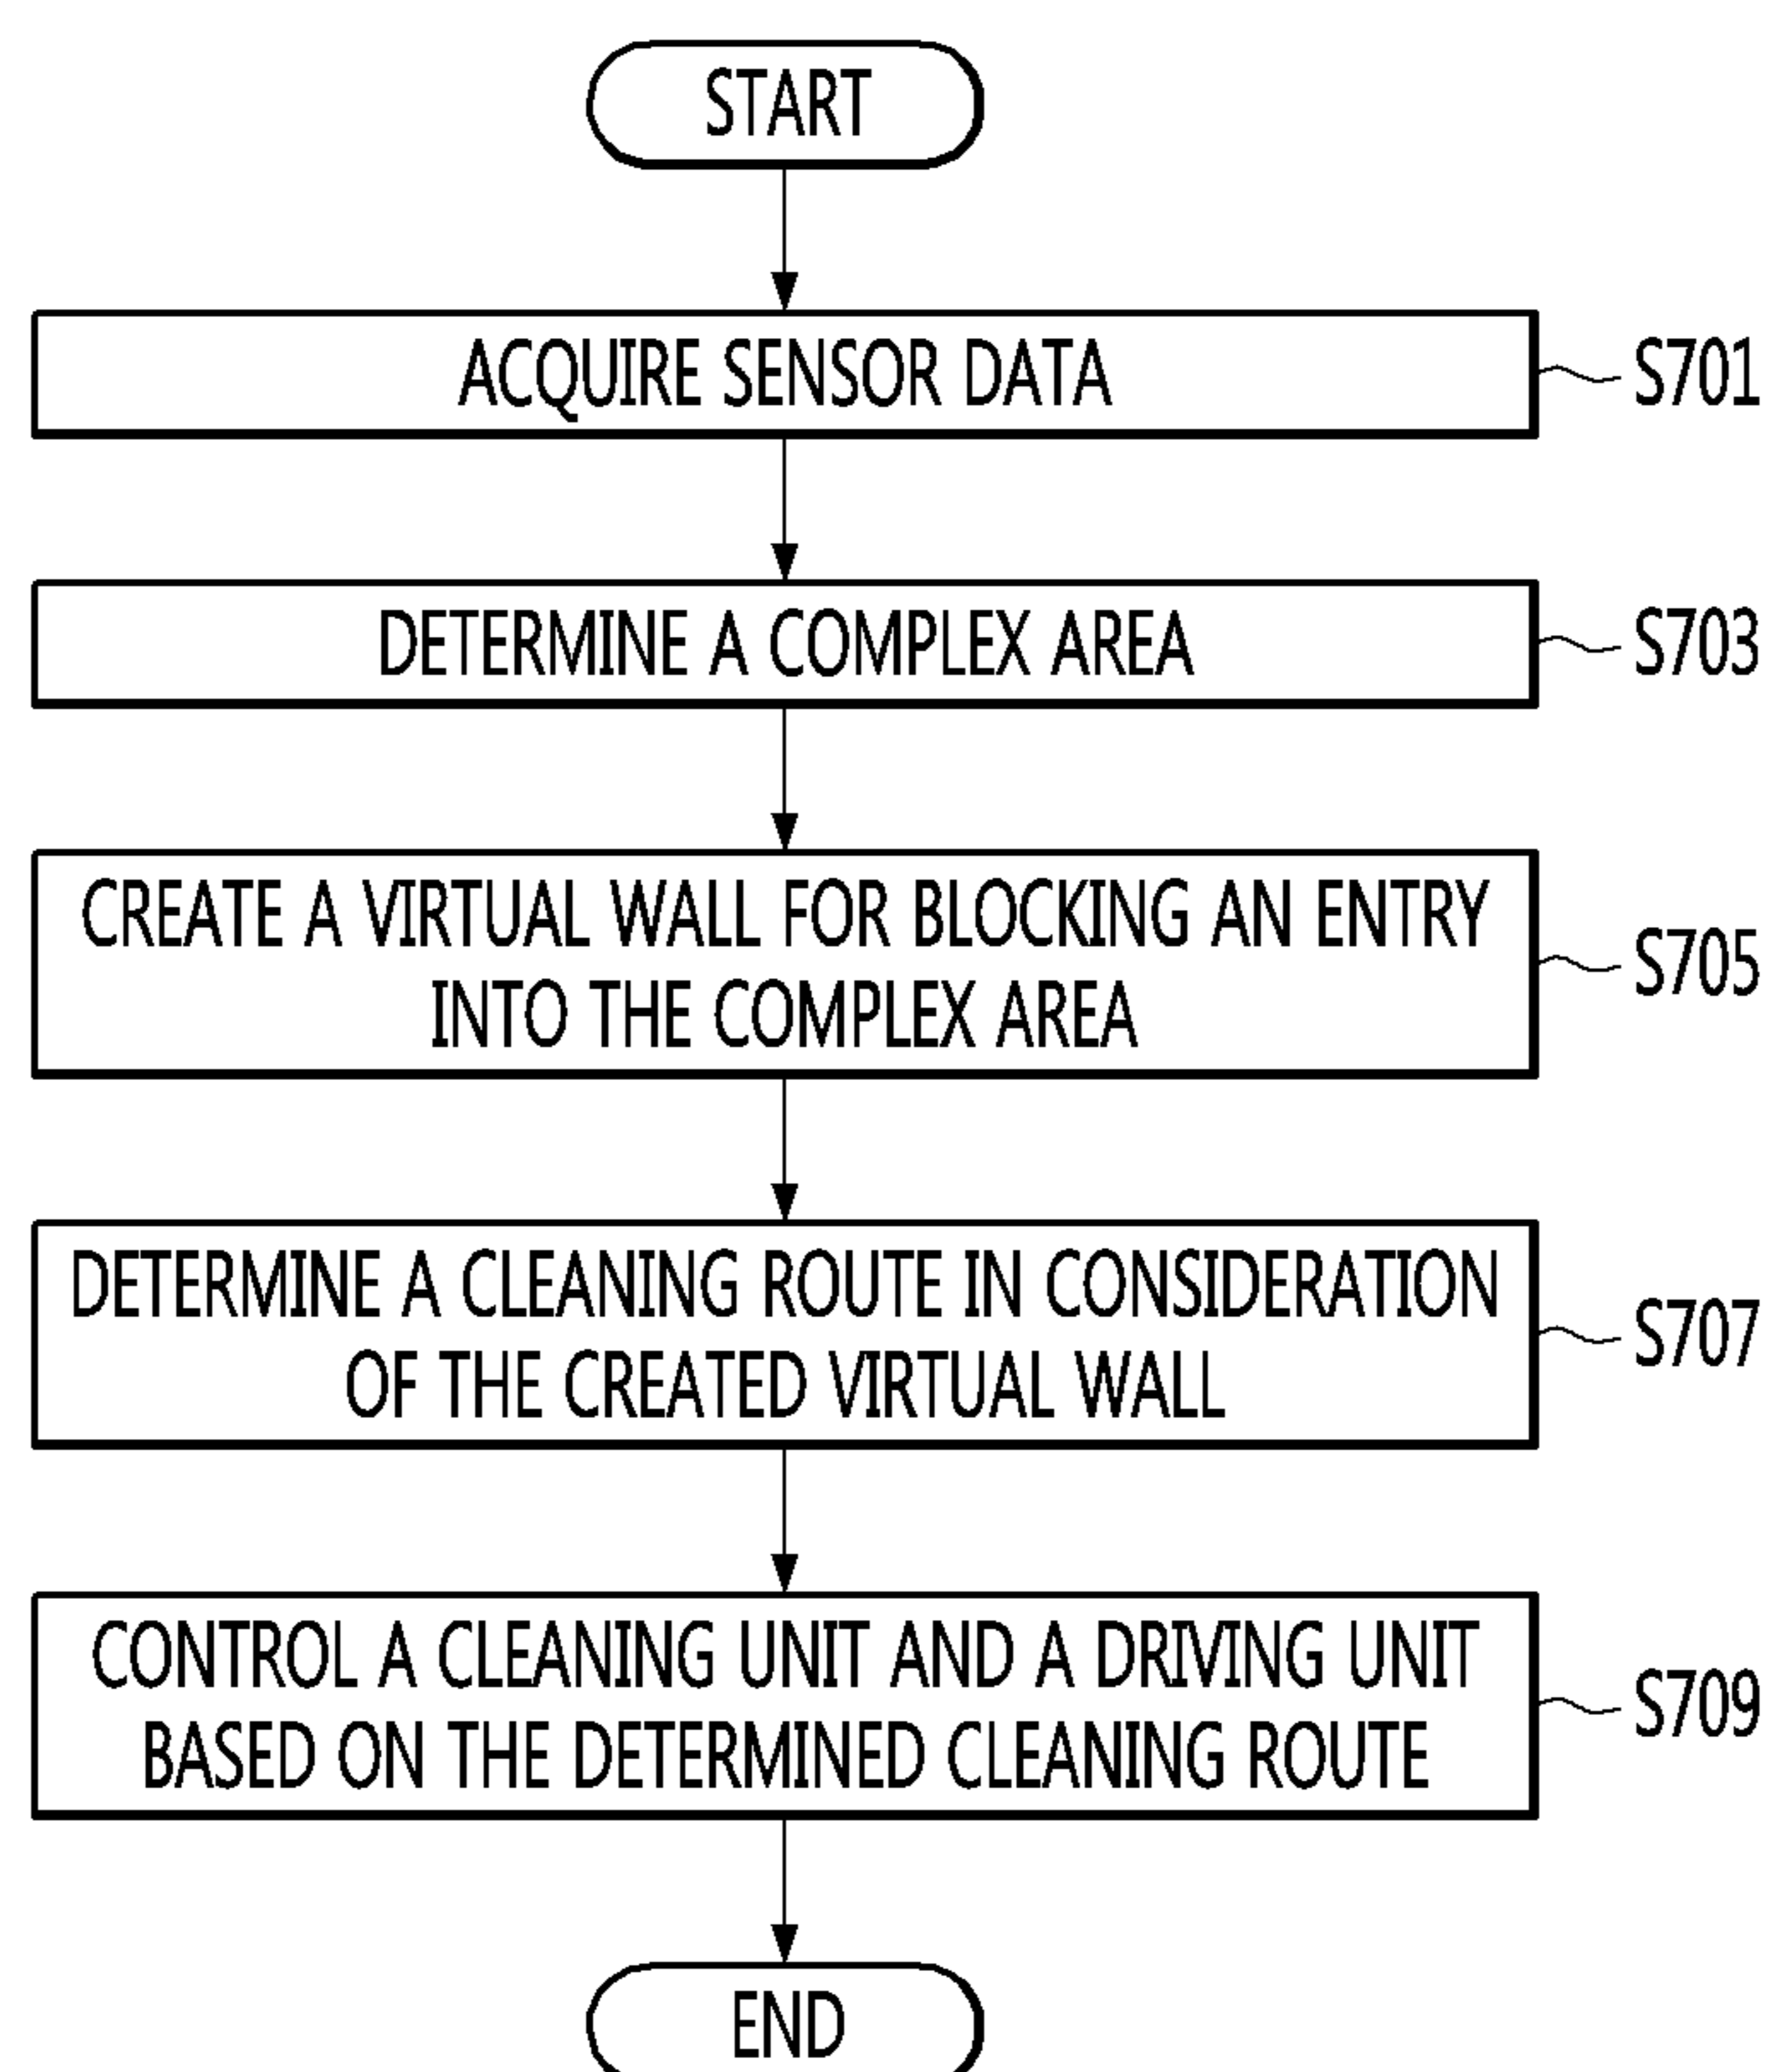 START
ACQUIRE SENSOR DATA
S701
DETERMINE A COMPLEX AREA
S703
CREATE A VIRTUAL WALL FOR BLOCKING AN ENTRY
INTO THE COMPLEX AREA
S705
DETERMINE A CLEANING ROUTE IN CONSIDERATION
OF THE CREATED VIRTUAL WALL
S707
CONTROL A CLEANING UNIT AND A DRIVING UNIT
BASED ON THE DETERMINED CLEANING ROUTE
S709
END